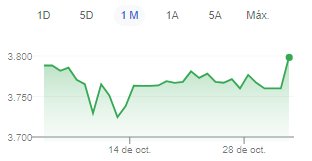 1D 5D 1 M 1A 5A Máx.
3.800
3.750
3.700
14 de oct. 28 de oct.